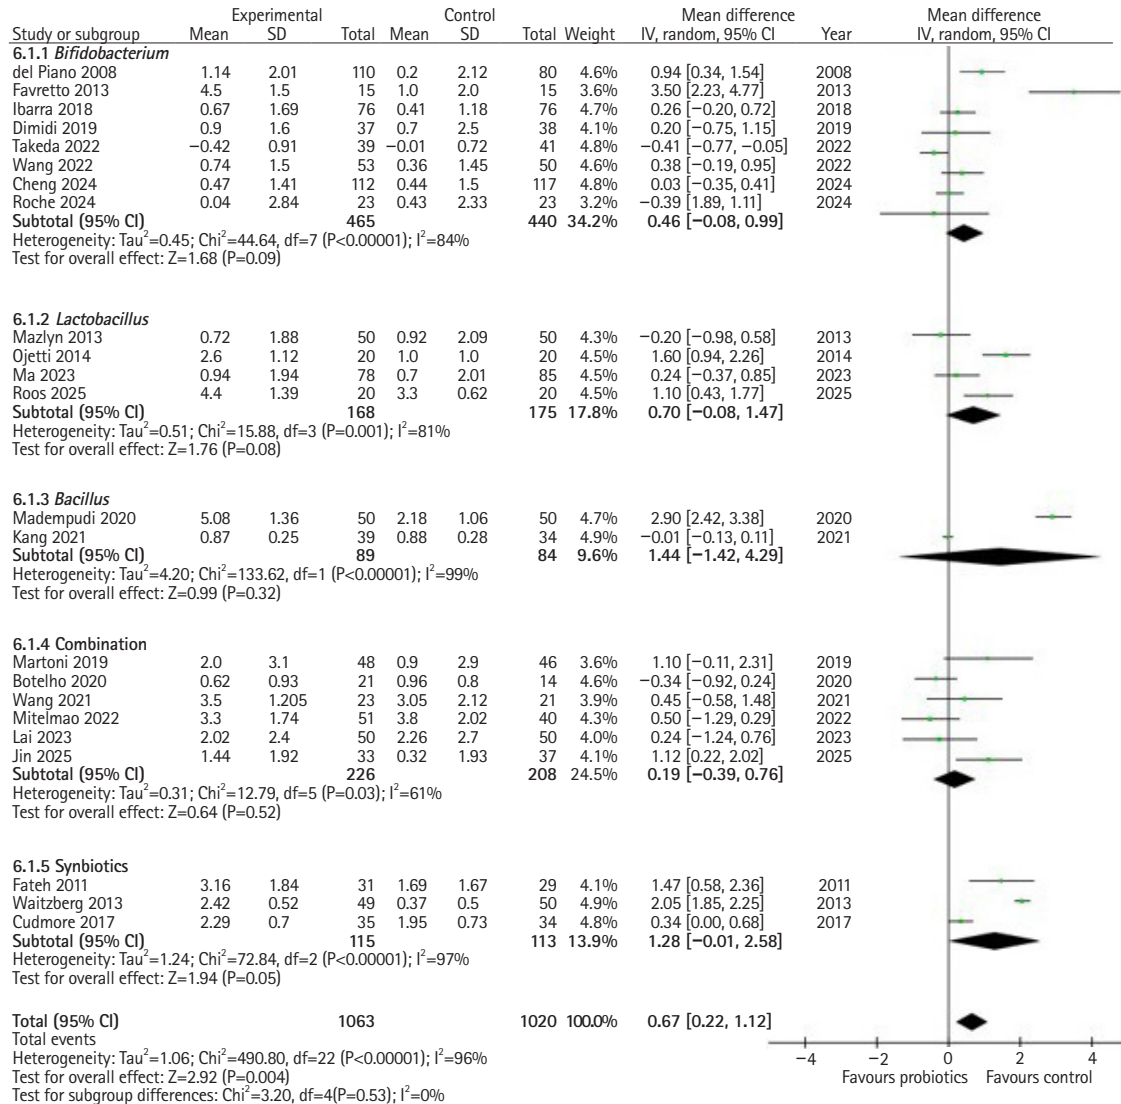 Experimental Control Mean difference Mean difference
Study or subgroup Mean SD Total Mean SD Total Weight IV, random, 95% CI Year IV, random, 95% CI
6.1.1 Bifidobacterium
del Piano 2008 1.14 2.01 110 0.2 2.12 80 4.6% 0.94 [0.34, 1.54] 2008
Favretto 2013 4.5 1.5 15 1.0 2.0 15 3.6% 3.50 [2.23, 4.77] 2013
Ibarra 2018 0.67 1.69 76 0.41 1.18 76 4.7% 0.26 [−0.20, 0.72] 2018
Dimidi 2019 0.9 1.6 37 0.7 2.5 38 4.1% 0.20 [−0.75, 1.15] 2019
Takeda 2022 −0.42 0.91 39 −0.01 0.72 41 4.8% −0.41 [−0.77, −0.05] 2022
Wang 2022 0.74 1.5 53 0.36 1.45 50 4.6% 0.38 [−0.19, 0.95] 2022
Cheng 2024 0.47 1.41 112 0.44 1.5 117 4.8% 0.03 [−0.35, 0.41] 2024
Roche 2024 0.04 2.84 23 0.43 2.33 23 3.2% −0.39 [1.89, 1.11] 2024
Subtotal (95% CI) 465 440 34.2% 0.46 [−0.08, 0.99]
Heterogeneity: Tau²=0.45; Chi²=44.64, df=7 (P<0.00001); I²=84%
Test for overall effect: Z=1.68 (P=0.09)
6.1.2 Lactobacillus
Mazlyn 2013 0.72 1.88 50 0.92 2.09 50 4.3% −0.20 [−0.98, 0.58] 2013
Ojetti 2014 2.6 1.12 20 1.0 1.0 20 4.5% 1.60 [0.94, 2.26] 2014
Ma 2023 0.94 1.94 78 0.7 2.01 85 4.5% 0.24 [−0.37, 0.85] 2023
Roos 2025 4.4 1.39 20 3.3 0.62 20 4.5% 1.10 [0.43, 1.77] 2025
Subtotal (95% CI) 168 175 17.8% 0.70 [−0.08, 1.47]
Heterogeneity: Tau²=0.51; Chi²=15.88, df=3 (P=0.001); I²=81%
Test for overall effect: Z=1.76 (P=0.08)
6.1.3 Bacillus
Madempudi 2020 5.08 1.36 50 2.18 1.06 50 4.7% 2.90 [2.42, 3.38] 2020
Kang 2021 0.87 0.25 39 0.88 0.28 34 4.9% −0.01 [−0.13, 0.11] 2021
Subtotal (95% CI) 89 84 9.6% 1.44 [−1.42, 4.29]
Heterogeneity: Tau²=4.20; Chi²=133.62, df=1 (P<0.00001); I²=99%
Test for overall effect: Z=0.99 (P=0.32)
6.1.4 Combination
Martoni 2019 2.0 3.1 48 0.9 2.9 46 3.6% 1.10 [−0.11, 2.31] 2019
Botelho 2020 0.62 0.93 21 0.96 0.8 14 4.6% −0.34 [−0.92, 0.24] 2020
Wang 2021 3.5 1.205 23 3.05 2.12 21 3.9% 0.45 [−0.58, 1.48] 2021
Mitelmao 2022 3.3 1.74 51 3.8 2.02 40 4.3% 0.50 [−1.29, 0.29] 2022
Lai 2023 2.02 2.4 50 2.26 2.7 50 4.0% 0.24 [−1.24, 0.76] 2023
Jin 2025 1.44 1.92 33 0.32 1.93 37 4.1% 1.12 [0.22, 2.02] 2025
Subtotal (95% CI) 226 208 24.5% 0.19 [−0.39, 0.76]
Heterogeneity: Tau²=0.31; Chi²=12.79, df=5 (P=0.03); I²=61%
Test for overall effect: Z=0.64 (P=0.52)
6.1.5 Synbiotics
Fateh 2011 3.16 1.84 31 1.69 1.67 29 4.1% 1.47 [0.58, 2.36] 2011
Waitzberg 2013 2.42 0.52 49 0.37 0.5 50 4.9% 2.05 [1.85, 2.25] 2013
Cudmore 2017 2.29 0.7 35 1.95 0.73 34 4.8% 0.34 [0.00, 0.68] 2017
Subtotal (95% CI) 115 113 13.9% 1.28 [−0.01, 2.58]
Heterogeneity: Tau²=1.24; Chi²=72.84, df=2 (P<0.00001); I²=97%
Test for overall effect: Z=1.94 (P=0.05)
Total (95% CI) 1063 1020 100.0% 0.67 [0.22, 1.12]
Total events
Heterogeneity: Tau²=1.06; Chi²=490.80, df=22 (P<0.00001); I²=96%
−4 −2 0 2 4
Test for overall effect: Z=2.92 (P=0.004)
Favours probiotics Favours control
Test for subgroup differences: Chi²=3.20, df=4(P=0.53); I²=0%